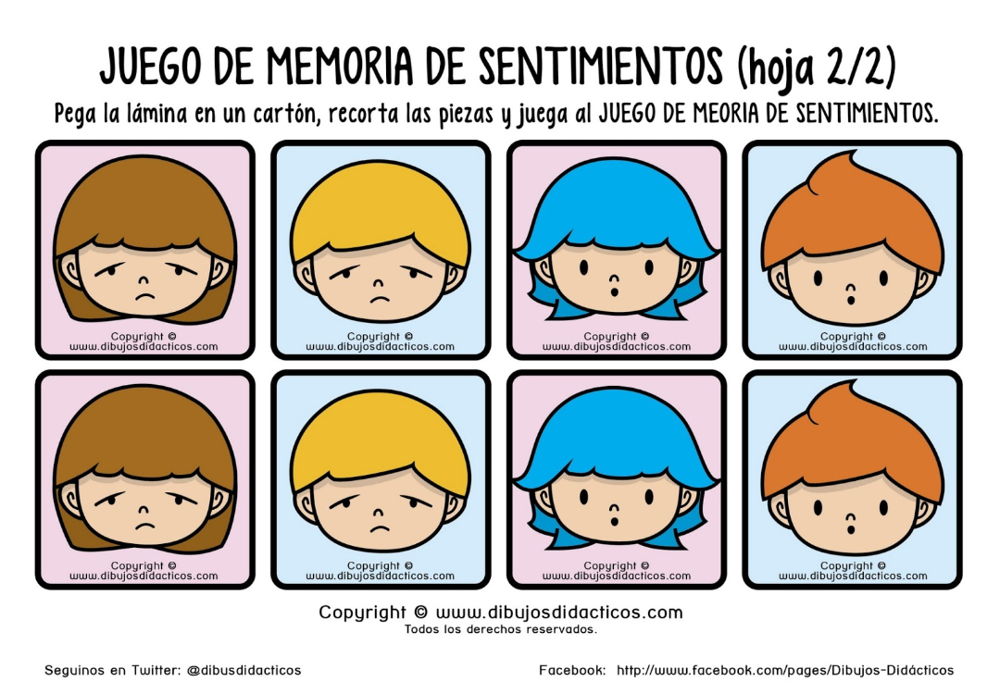 JUEGO DE MEMORIA DE SENTIMIENTOS (hoja 2/2)
Pega la lámina en un cartón, recorta las piezas y juega al JUEGO DE MEORIA DE SENTIMIENTOS.
Copyright ©
www.dibujosdidacticos.com
Copyright ©
www.dibujosdidacticos.com
Copyright ©
www.dibujosdidacticos.com
Copyright ©
www.dibujosdidacticos.com
Copyright ©
www.dibujosdidacticos.com
Copyright ©
www.dibujosdidacticos.com
Copyright ©
www.dibujosdidacticos.com
Copyright ©
www.dibujosdidacticos.com
Copyright © www.dibujosdidacticos.com
Todos los derechos reservados.
Seguinos en Twitter: @dibusdidacticos
Facebook: http://www.facebook.com/pages/Dibujos-Didácticos